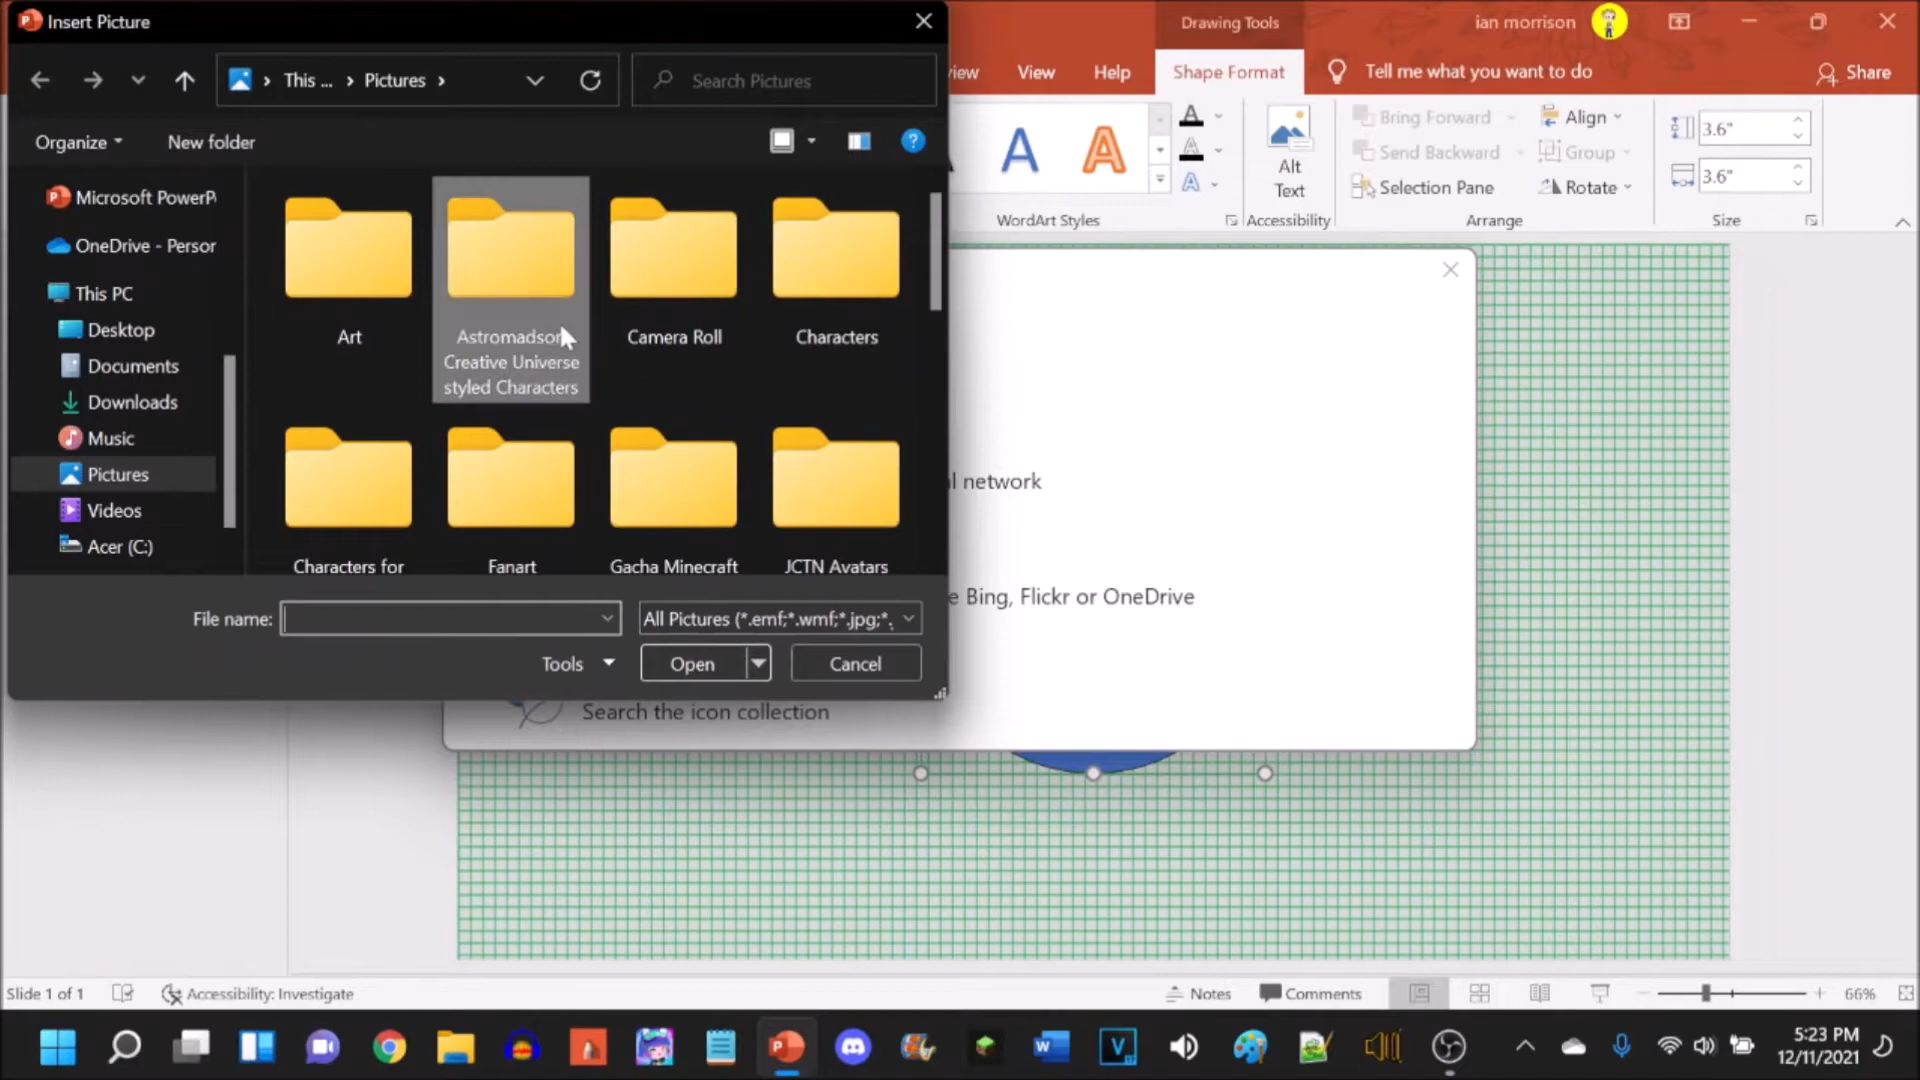 Insert Picture
This ...
Pictures
Search Pictures
Organize
New folder
Microsoft PowerP
OneDrive - Person
This PC
Desktop
Documents
Downloads
Music
Pictures
Videos
Acer (C:)
Art
Astromadson
Creative Universe
styled Characters
Camera Roll
Characters
Characters for
Fanart
Gacha Minecraft
JCTN Avatars
File name:
All Pictures (*.emf;*.wmf;*.jpg;*.
Tools
Open
Cancel
Drawing Tools
ian morrison
View
Help
Shape Format
Tell me what you want to do
Share
WordArt Styles
Alt
Text
Accessibility
Bring Forward
Send Backward
Selection Pane
Align
Group
Rotate
Arrange
3.6"
3.6"
Size
network
Bing, Flickr or OneDrive
Search the icon collection
Slide 1 of 1
Accessibility: Investigate
Notes
Comments
66%
5:23 PM
12/11/2021